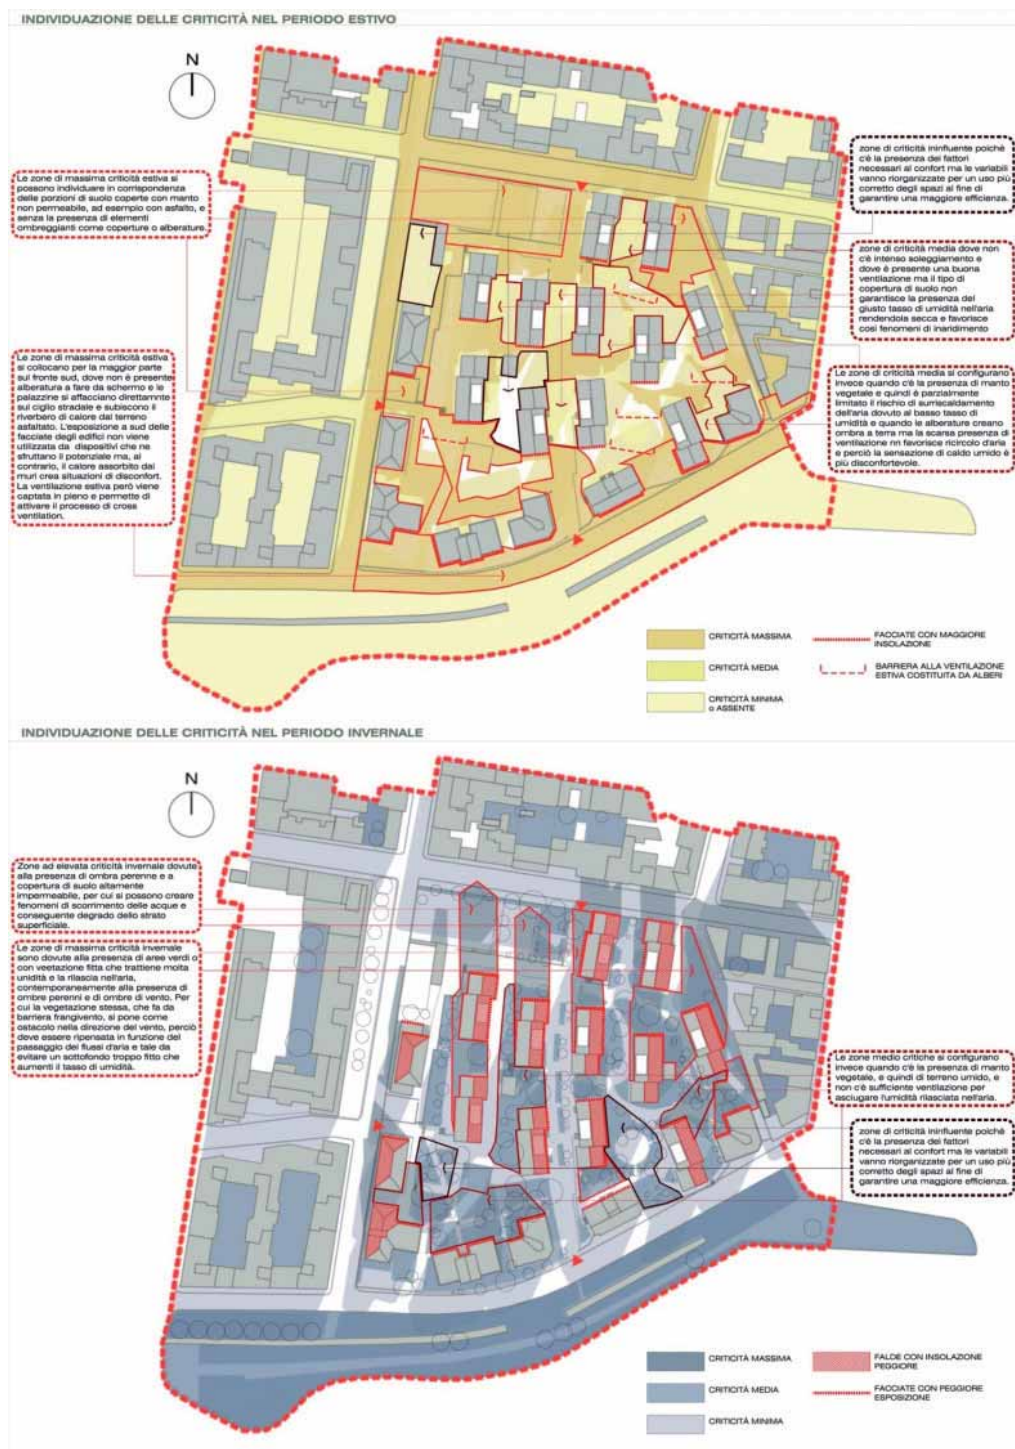 INDIVIDUAZIONE DELLE CRITICITÀ NEL PERIODO ESTIVO
N
zone di criticità ininfluente poichè
c'è la presenza dei fattori
necessari al confort ma le variabili
vanno riorganizzate per un uso più
corretto degli spazi al fine di
garantire una maggiore efficienza.
Le zone di massima criticità estiva si
possono individuare in corrispondenza
delle porzioni di suolo coperte con manto
non permeabile, ad esempio con asfalto, e
senza la presenza di elementi
ombreggianti come coperture o alberature.
zone di criticità media dove non
c'è intenso soleggiamento e
dove è presente una buona
ventilazione ma il tipo di
copertura di suolo non
garantisce la presenza del
giusto tasso di umidità nell'aria
rendendola secca e favorisce
così fenomeni di inaridimento
Le zone di massima criticità estiva
si collocano per la maggior parte
sul fronte sud, dove non è presente
alberatura a fare da schermo e le
palazzine si affacciano direttamnte
sul ciglio stradale e subiscono il
riverbero di calore dal terreno
asfaltato. L'esposizione a sud delle
facciate degli edifici non viene
utilizzata da dispositivi che ne
sfruttano il potenziale ma, al
contrario, il calore assorbito dai
muri crea situazioni di disconfort.
La ventilazione estiva però viene
captata in pieno e permette di
attivare il processo di cross
ventilation.
Le zone di criticità media si configurano
invece quando c'è la presenza di manto
vegetale e quindi è parzialmente
limitato il rischio di surriscaldamento
dell'aria dovuto al basso tasso di
umidità e quando le alberature creano
ombra a terra ma la scarsa presenza di
ventilazione nn favorisce ricircolo d'aria
e perciò la sensazione di caldo umido è
più disconfortevole.
CRITICITÀ MASSIMA
CRITICITÀ MEDIA
CRITICITÀ MINIMA
o ASSENTE
FACCIATE CON MAGGIORE
INSOLAZIONE
BARRIERA ALLA VENTILAZIONE
ESTIVA COSTITUITA DA ALBERI
INDIVIDUAZIONE DELLE CRITICITÀ NEL PERIODO INVERNALE
N
Zone ad elevata criticità invernale dovute
alla presenza di ombra perenne e a
copertura di suolo altamente
impermeabile, per cui si possono creare
fenomeni di scorrimento delle acque e
conseguente degrado dello strato
superficiale.
Le zone di massima criticità invernale
sono dovute alla presenza di aree verdi o
con veetazione fitta che trattiene molta
unidità e la rilascia nell'aria,
contemporaneamente alla presenza di
ombre perenni e di ombre di vento. Per
cui la vegetazione stessa, che fa da
barriera frangivento, si pone come
ostacolo nella direzione del vento, perciò
deve essere ripensata in funzione del
passaggio dei flussi d'aria e tale da
evitare un sottofondo troppo fitto che
aumenti il tasso di umidità.
Le zone medio critiche si configurano
invece quando c'è la presenza di manto
vegetale, e quindi di terreno umido, e
non c'è sufficiente ventilazione per
asciugare l'umidità rilasciata nell'aria.
zone di criticità ininfluente poichè
c'è la presenza dei fattori
necessari al confort ma le variabili
vanno riorganizzate per un uso più
corretto degli spazi al fine di
garantire una maggiore efficienza.
CRITICITÀ MASSIMA
CRITICITÀ MEDIA
CRITICITÀ MINIMA
FALDE CON INSOLAZIONE
PEGGIORE
FACCIATE CON PEGGIORE
ESPOSIZIONE